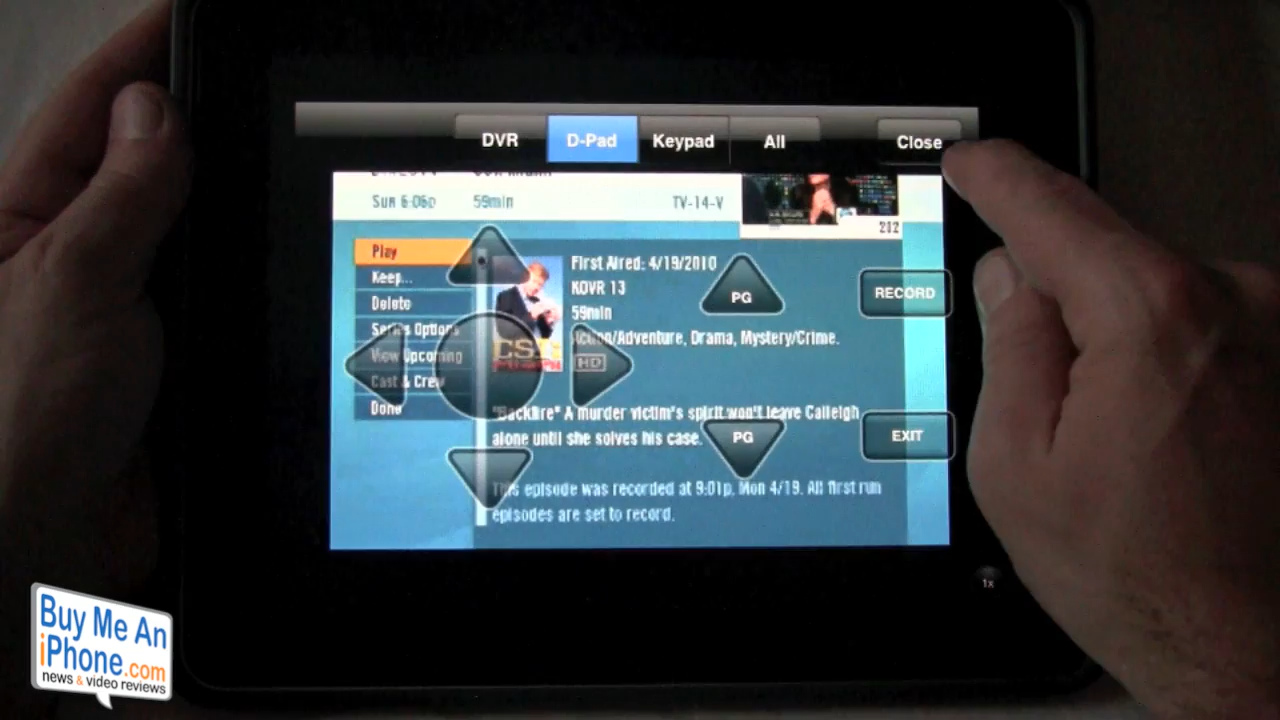 DVR D-Pad Keypad All Close
Sun 6:06p 59min TV-14-V
282
Play
Keep...
Delete
Series Options
View Upcoming
Cast & Crew
Done
First Aired: 4/19/2010
KOVR 13
59min
Action/Adventure, Drama, Mystery/Crime.
CSI:
HD
"Backfire" A murder victim's spirit won't leave Calleigh
alone until she solves his case.
This episode was recorded at 9:01p, Mon 4/19. All first run
episodes are set to record.
PG
PG
RECORD
EXIT
1x
Buy Me An
iPhone.com
news & video reviews